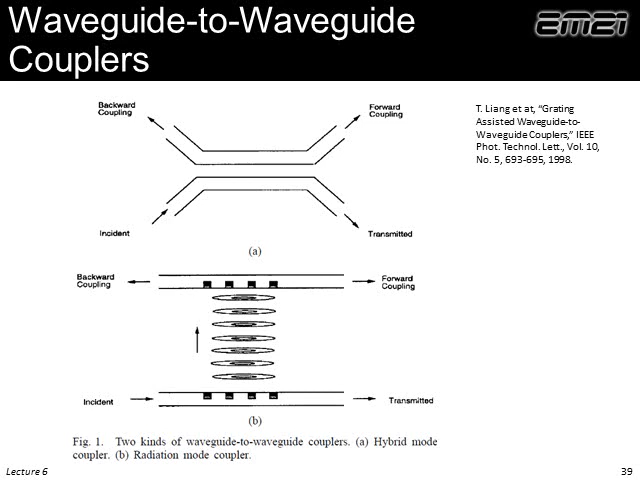 Waveguide-to-Waveguide
Couplers
EM21
T. Liang et at, “Grating
Assisted Waveguide-to-
Waveguide Couplers,” IEEE
Phot. Technol. Lett., Vol. 10,
No. 5, 693-695, 1998.
Backward
Coupling
Forward
Coupling
Incident
Transmitted
(a)
Backward
Coupling
Forward
Coupling
Incident
Transmitted
(b)
Fig. 1. Two kinds of waveguide-to-waveguide couplers. (a) Hybrid mode
coupler. (b) Radiation mode coupler.
Lecture 6
39